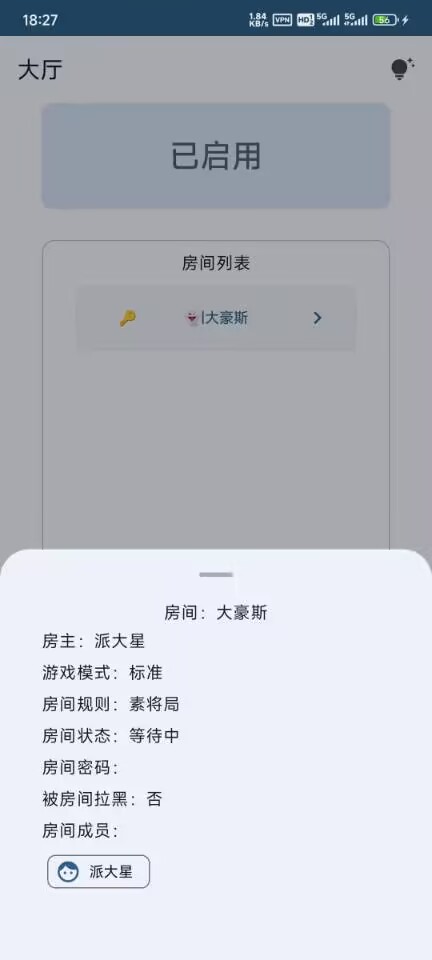 18:27
1.84 KB/s VPN HD 5G 5G 56
大厅
已启用
房间列表
大豪斯
房间：大豪斯
房主：派大星
游戏模式：标准
房间规则：素将局
房间状态：等待中
房间密码：
被房间拉黑：否
房间成员：
派大星